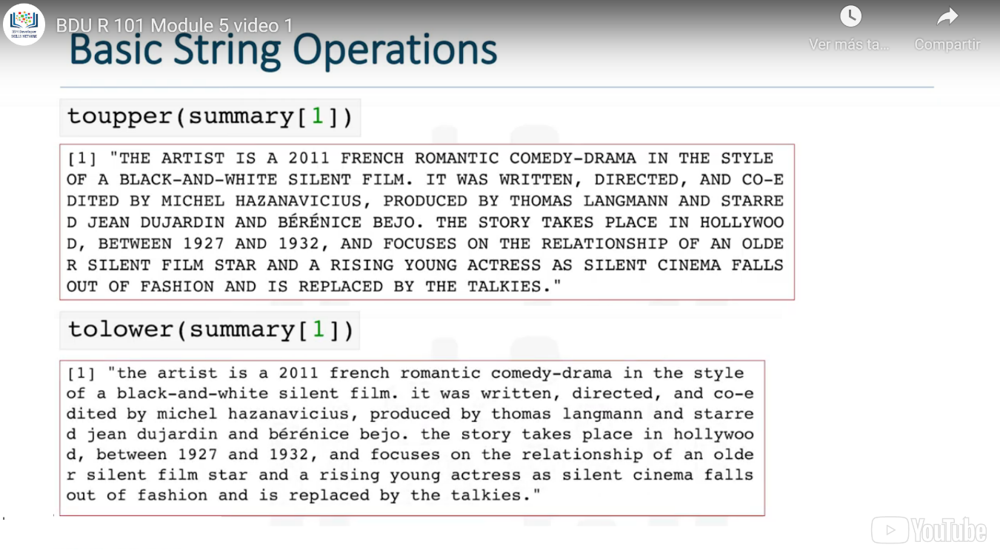 BDU R 101 Module 5 video 1
Ver más ta...
Compartir
Basic String Operations
toupper(summary[1])
[1] "THE ARTIST IS A 2011 FRENCH ROMANTIC COMEDY-DRAMA IN THE STYLE
OF A BLACK-AND-WHITE SILENT FILM. IT WAS WRITTEN, DIRECTED, AND CO-E
DITED BY MICHEL HAZANAVICIUS, PRODUCED BY THOMAS LANGMANN AND STARRE
D JEAN DUJARDIN AND BÉRÉNICE BEJO. THE STORY TAKES PLACE IN HOLLYWOO
D, BETWEEN 1927 AND 1932, AND FOCUSES ON THE RELATIONSHIP OF AN OLDE
R SILENT FILM STAR AND A RISING YOUNG ACTRESS AS SILENT CINEMA FALLS
OUT OF FASHION AND IS REPLACED BY THE TALKIES."
tolower(summary[1])
[1] "the artist is a 2011 french romantic comedy-drama in the style
of a black-and-white silent film. it was written, directed, and co-e
dited by michel hazanavicius, produced by thomas langmann and starre
d jean dujardin and bérénice bejo. the story takes place in hollywoo
d, between 1927 and 1932, and focuses on the relationship of an olde
r silent film star and a rising young actress as silent cinema falls
out of fashion and is replaced by the talkies."
YouTube